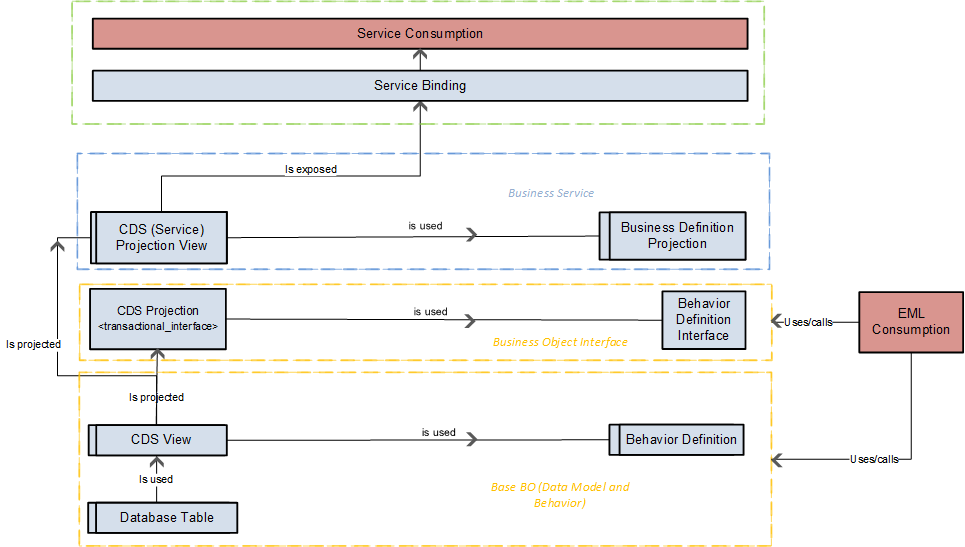 Service Consumption
Service Binding
Is exposed
Business Service
CDS (Service)
Projection View
is used
Business Definition
Projection
CDS Projection
<transactional_interface>
is used
Behavior
Definition
Interface
Business Object Interface
Uses/calls
EML
Consumption
Is projected
Is projected
CDS View
is used
Behavior Definition
Uses/calls
Is used
Base BO (Data Model and
Behavior)
Database Table